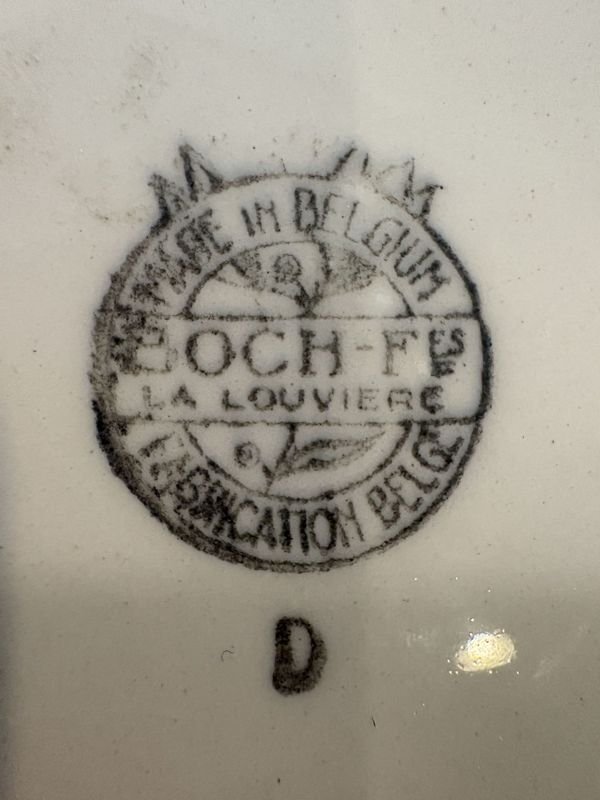 MADE IN BELGIUM
BOCH-FRES
LA LOUVIERE
FABRICATION BELGE
D